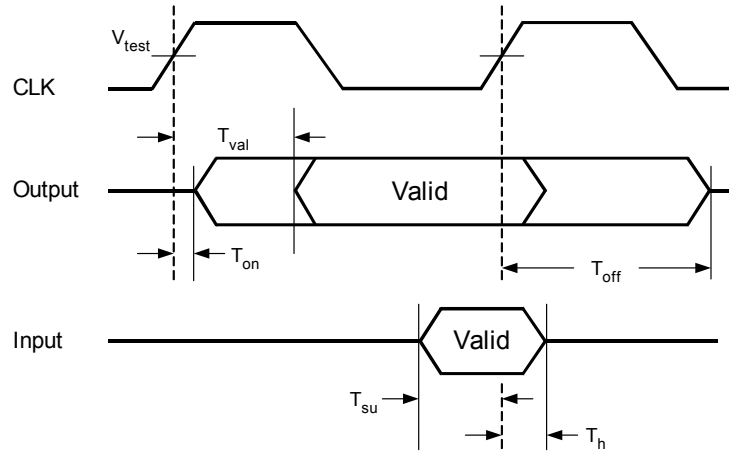 V_test
CLK
T_val
Output
Valid
T_on
T_off
Input
Valid
T_su
T_h